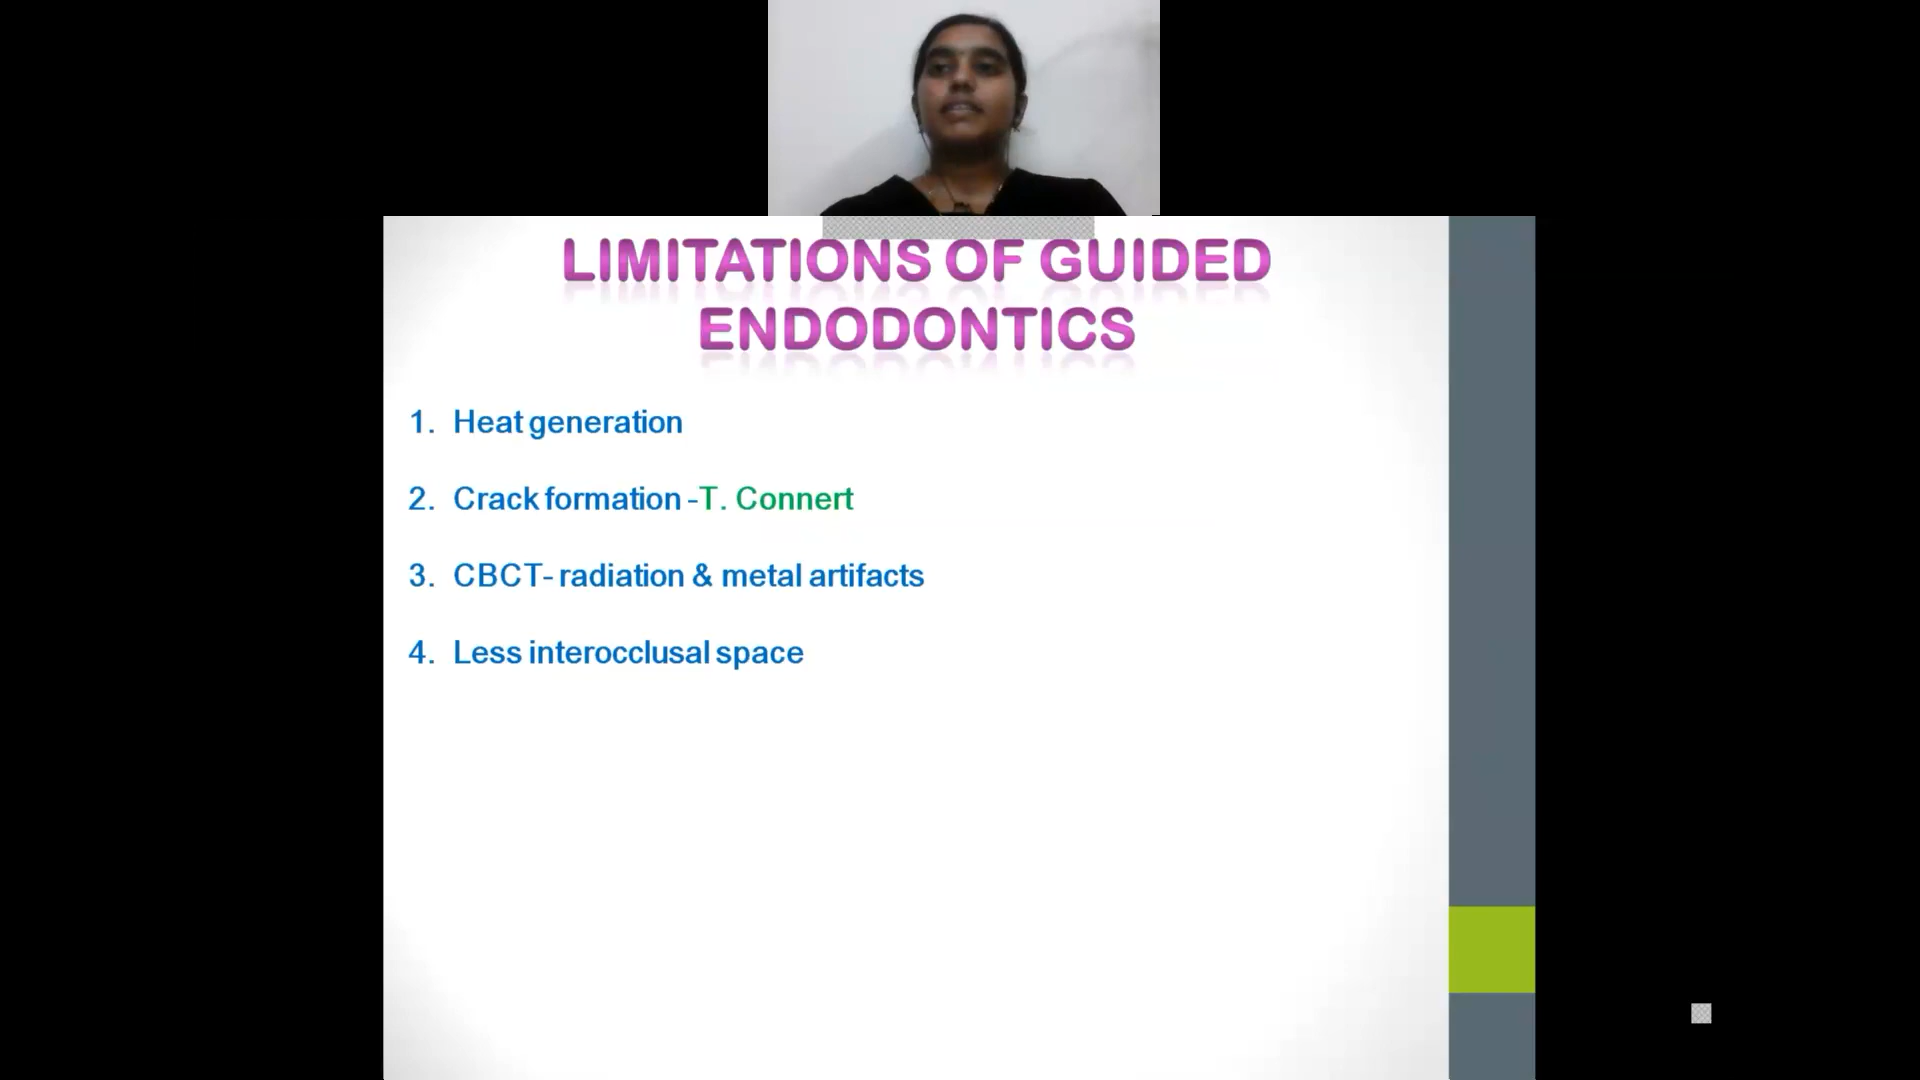 LIMITATIONS OF GUIDED
ENDODONTICS
1. Heat generation
2. Crack formation -T. Connert
3. CBCT- radiation & metal artifacts
4. Less interocclusal space